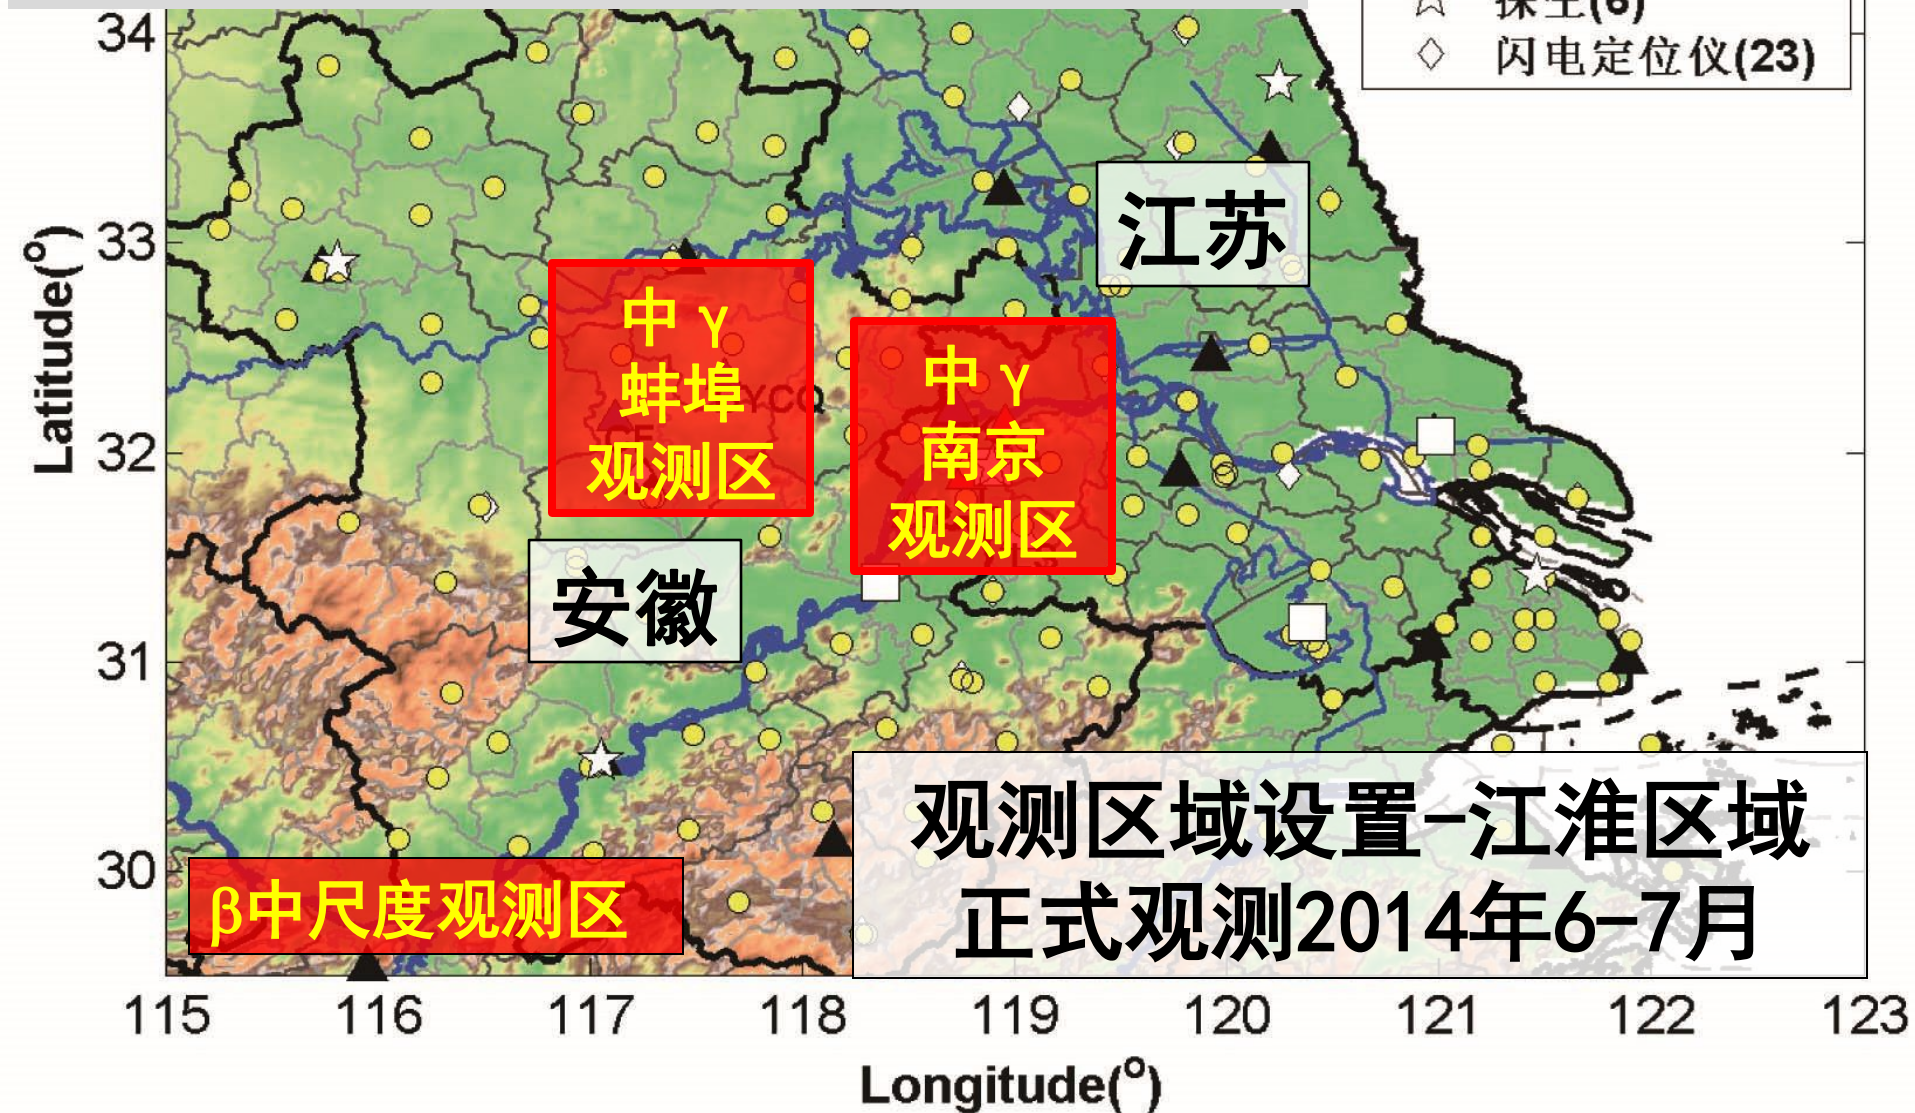 (6)
闪电定位仪(23)
34
33
32
31
30
Latitude(°)
江苏
中 γ
蚌埠
观测区
中 γ
南京
观测区
安徽
观测区域设置-江淮区域
正式观测2014年6-7月
β中尺度观测区
115 116 117 118 119 120 121 122 123
Longitude(°)